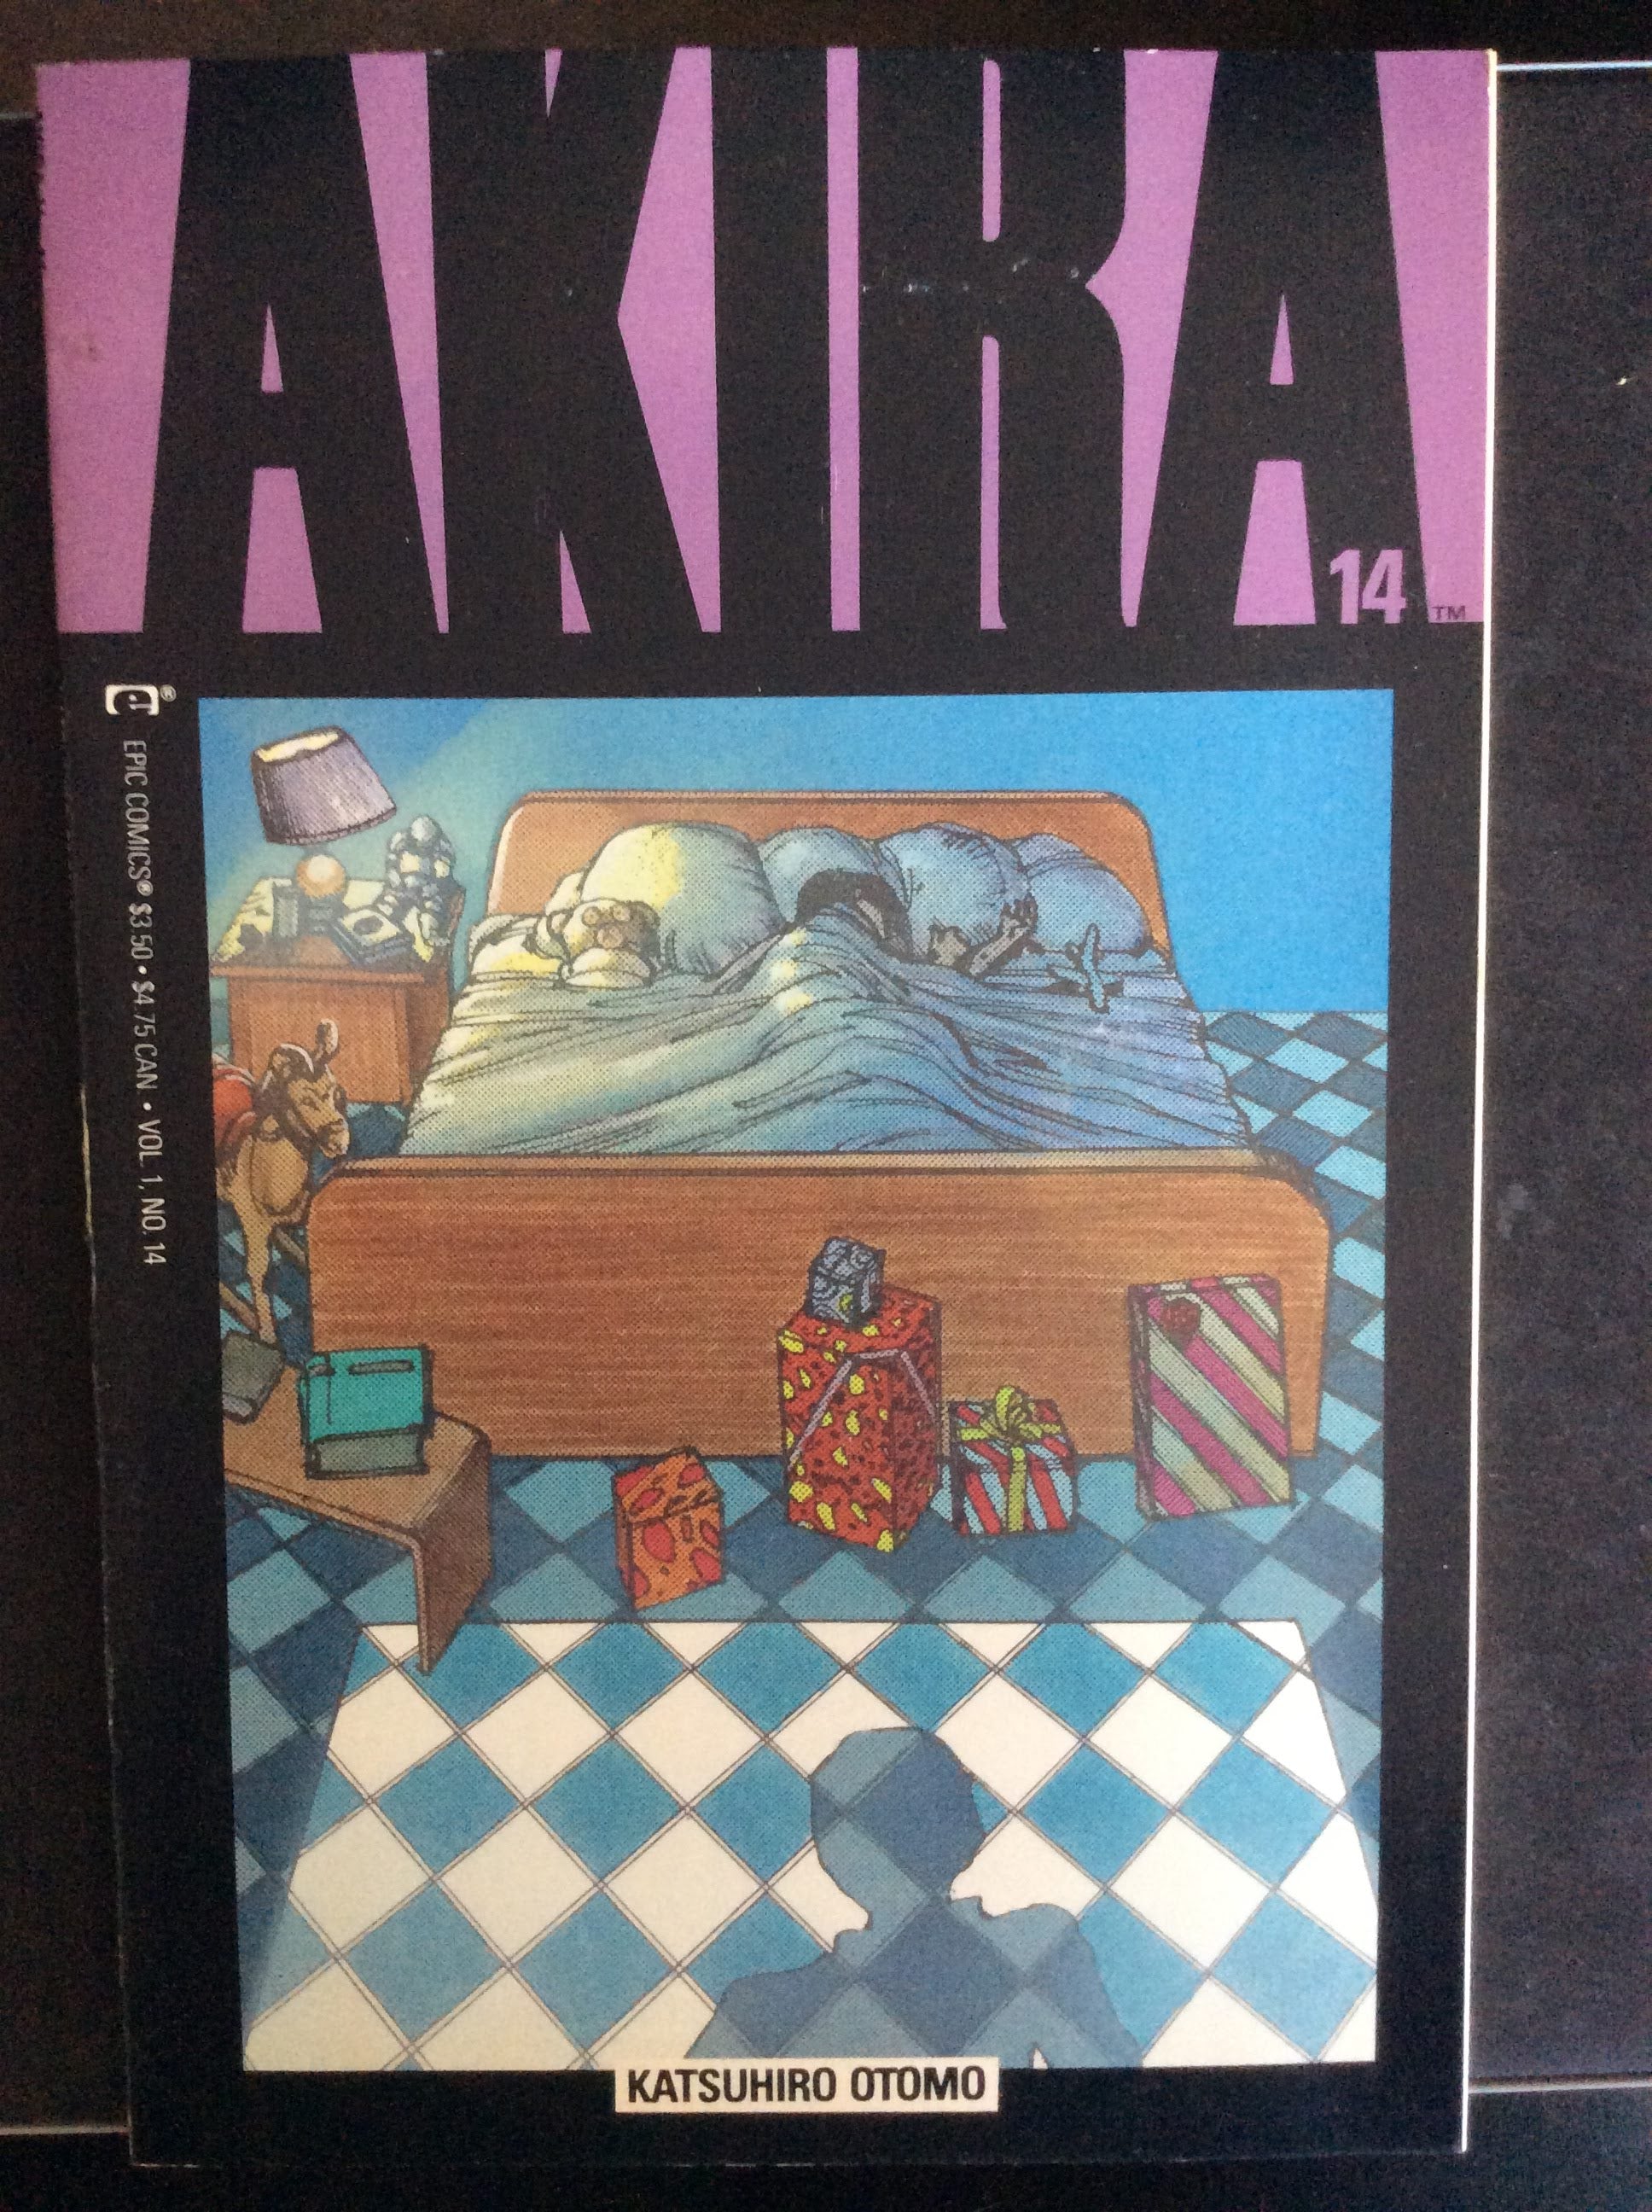 AKIRA
14
TM
EPIC COMICS® $3.50 • $4.75 CAN. • VOL. 1, NO. 14
KATSUHIRO OTOMO